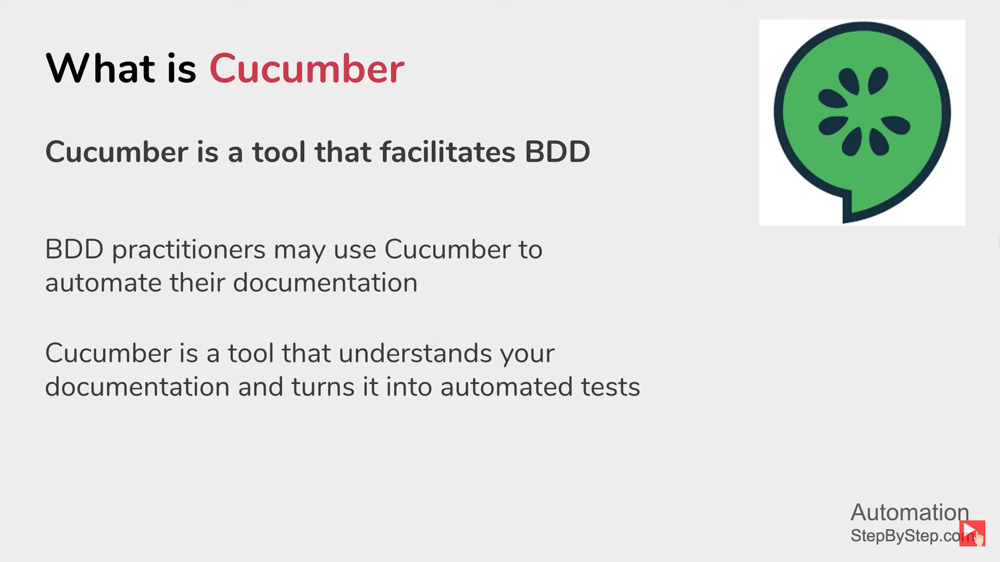 What is Cucumber
Cucumber is a tool that facilitates BDD
BDD practitioners may use Cucumber to
automate their documentation
Cucumber is a tool that understands your
documentation and turns it into automated tests
Automation
StepByStep.com